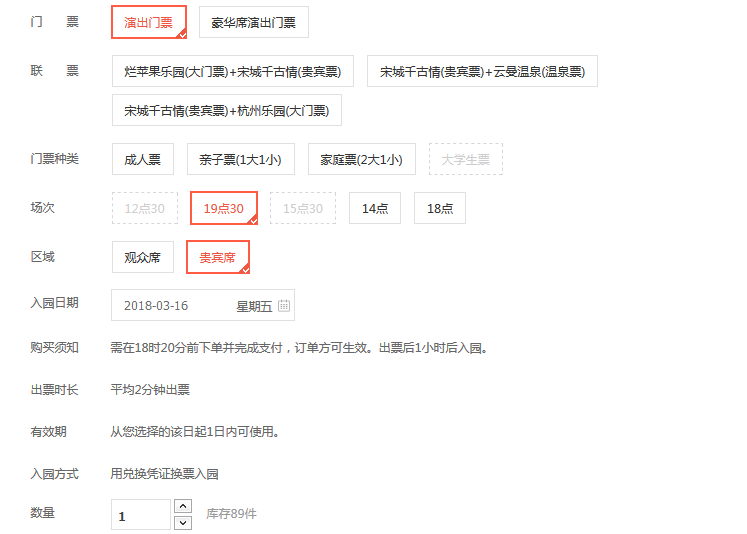 门 票 演出门票 豪华席演出门票
联 票 烂苹果乐园(大门票)+宋城千古情(贵宾票) 宋城千古情(贵宾票)+云曼温泉(温泉票)
宋城千古情(贵宾票)+杭州乐园(大门票)
门票种类 成人票 亲子票(1大1小) 家庭票(2大1小) 大学生票
场次 12点30 19点30 15点30 14点 18点
区域 观众席 贵宾席
入园日期 2018-03-16 星期五
购买须知 需在18时20分前下单并完成支付，订单方可生效。出票后1小时后入园。
出票时长 平均2分钟出票
有效期 从您选择的该日起1日内可使用。
入园方式 用兑换凭证换票入园
数量 1 库存89件